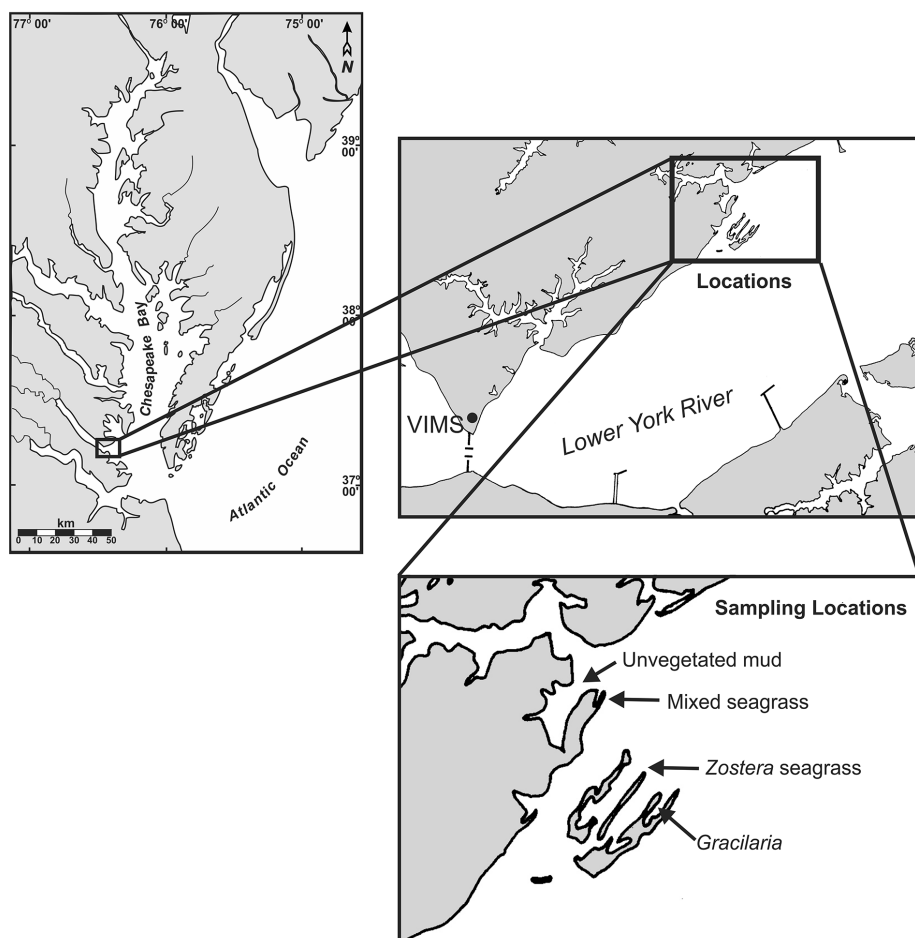 77° 00'
76° 00'
75° 00'
N
39°
00'
38°
00'
Chesapeake Bay
37°
00'
Atlantic Ocean
km
0 10 20 30 40 50
Locations
VIMS
Lower York River
Sampling Locations
Unvegetated mud
Mixed seagrass
Zostera seagrass
Gracilaria